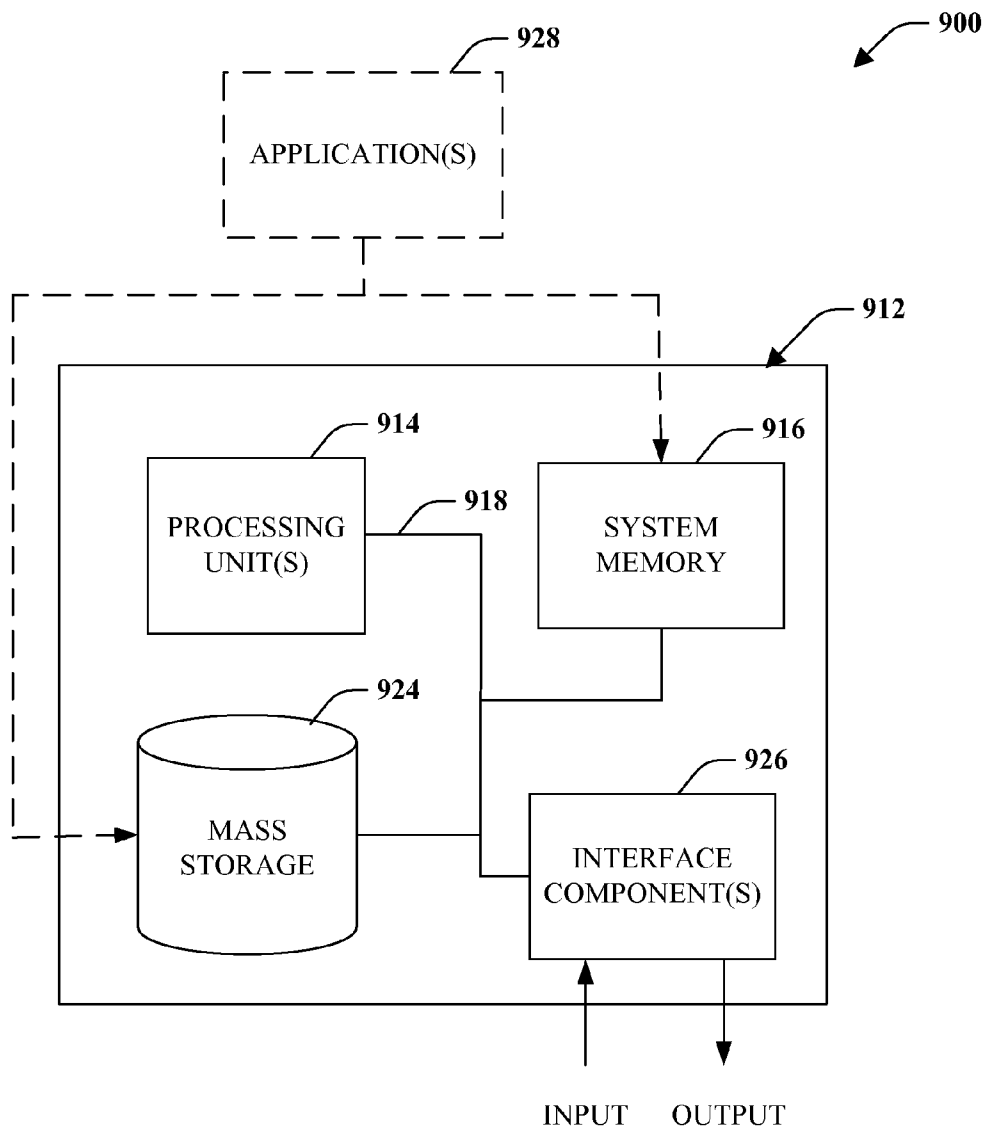 900
928
APPLICATION(S)
912
914
916
918
PROCESSING
UNIT(S)
SYSTEM
MEMORY
924
926
MASS
STORAGE
INTERFACE
COMPONENT(S)
INPUT
OUTPUT